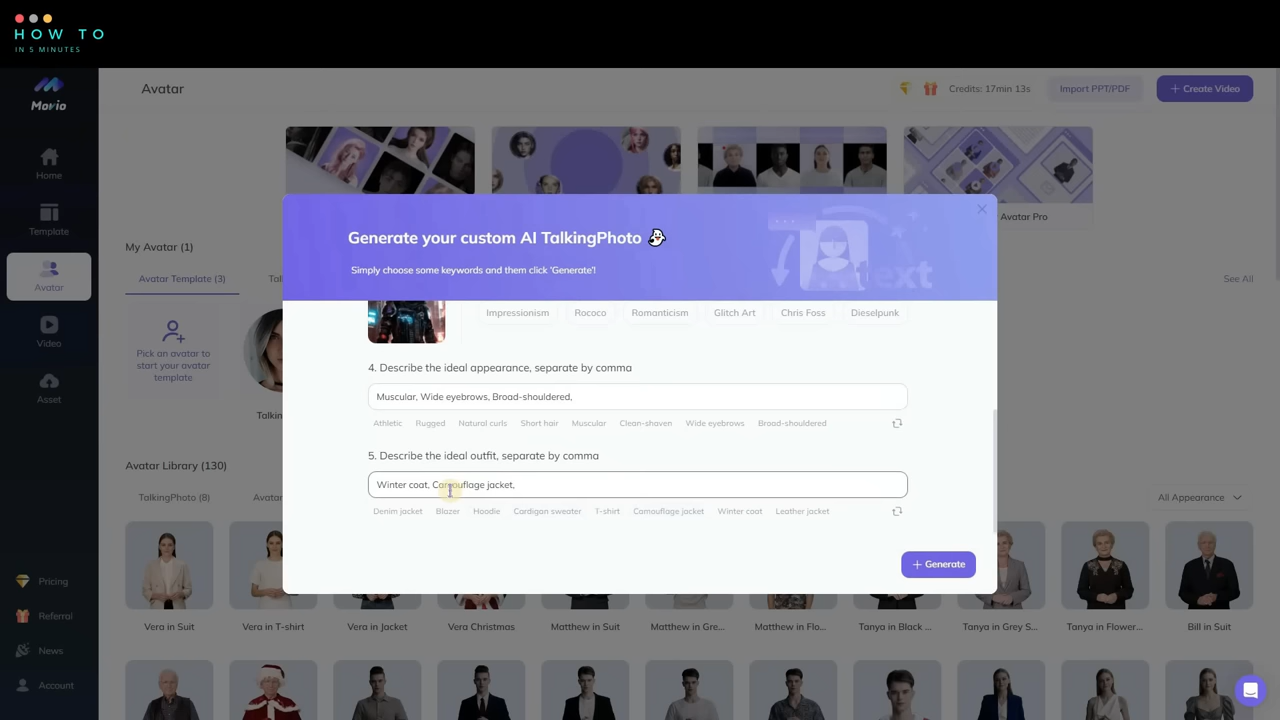 HOW TO
IN 5 MINUTES
Movio
Avatar
Credits: 17min 13s
Import PPT/PDF
+ Create Video
Home
Template
Avatar
Video
Asset
Pricing
Referral
News
Account
Avatar Pro
My Avatar (1)
Avatar Template (3)
See All
Pick an avatar to
start your avatar
template
Avatar Library (130)
TalkingPhoto (8)
All Appearance
Generate your custom AI TalkingPhoto
Simply choose some keywords and them click 'Generate'!
text
Impressionism Rococo Romanticism Glitch Art Chris Foss Dieselpunk
4. Describe the ideal appearance, separate by comma
Muscular, Wide eyebrows, Broad-shouldered,
Athletic Rugged Natural curls Short hair Muscular Clean-shaven Wide eyebrows Broad-shouldered
5. Describe the ideal outfit, separate by comma
Winter coat, Camouflage jacket,
Denim jacket Blazer Hoodie Cardigan sweater T-shirt Camouflage jacket Winter coat Leather jacket
+ Generate
Vera in Suit Vera in T-shirt Vera in Jacket Vera Christmas Matthew in Suit Matthew in Gre... Matthew in Flo... Tanya in Black ... Tanya in Grey S... Tanya in Flower... Bill in Suit